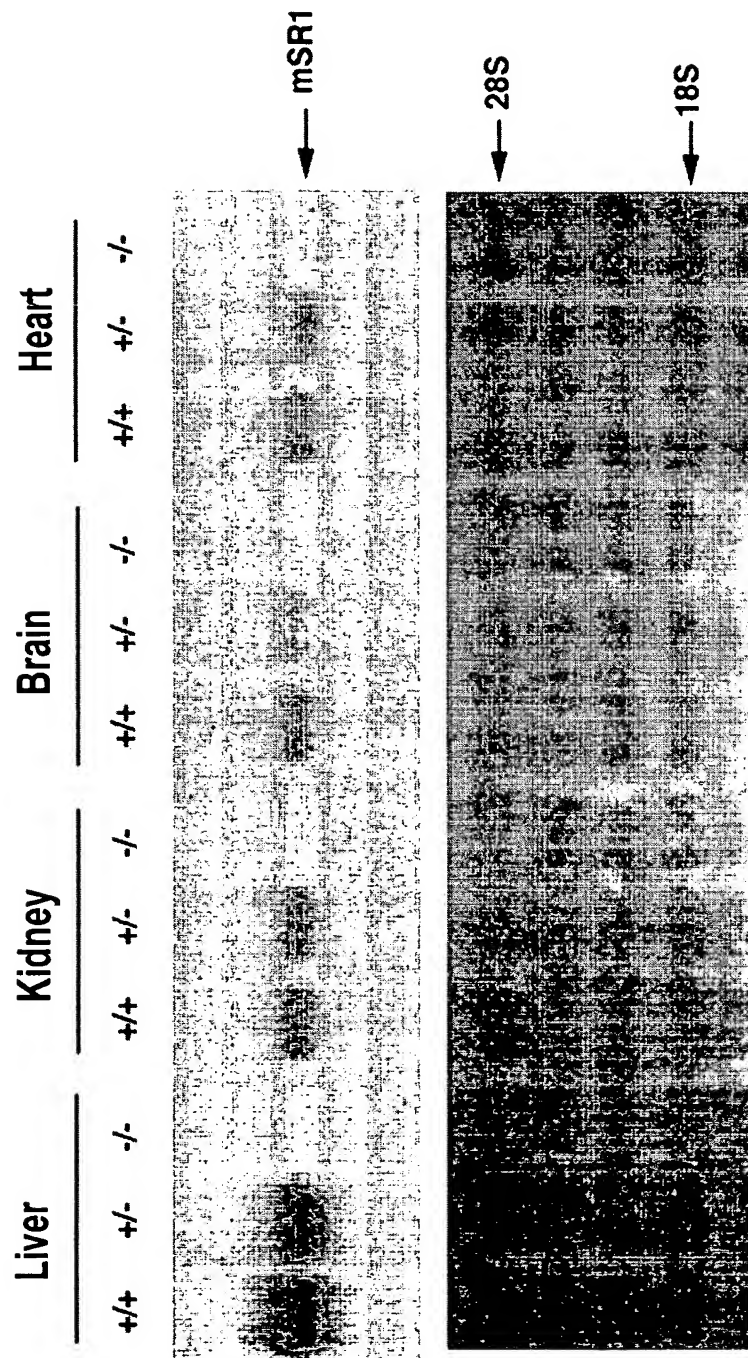 Liver Kidney Brain Heart
+/+ +/- -/- +/+ +/- -/- +/+ +/- -/- +/+ +/- -/-
mSR1
28S
18S